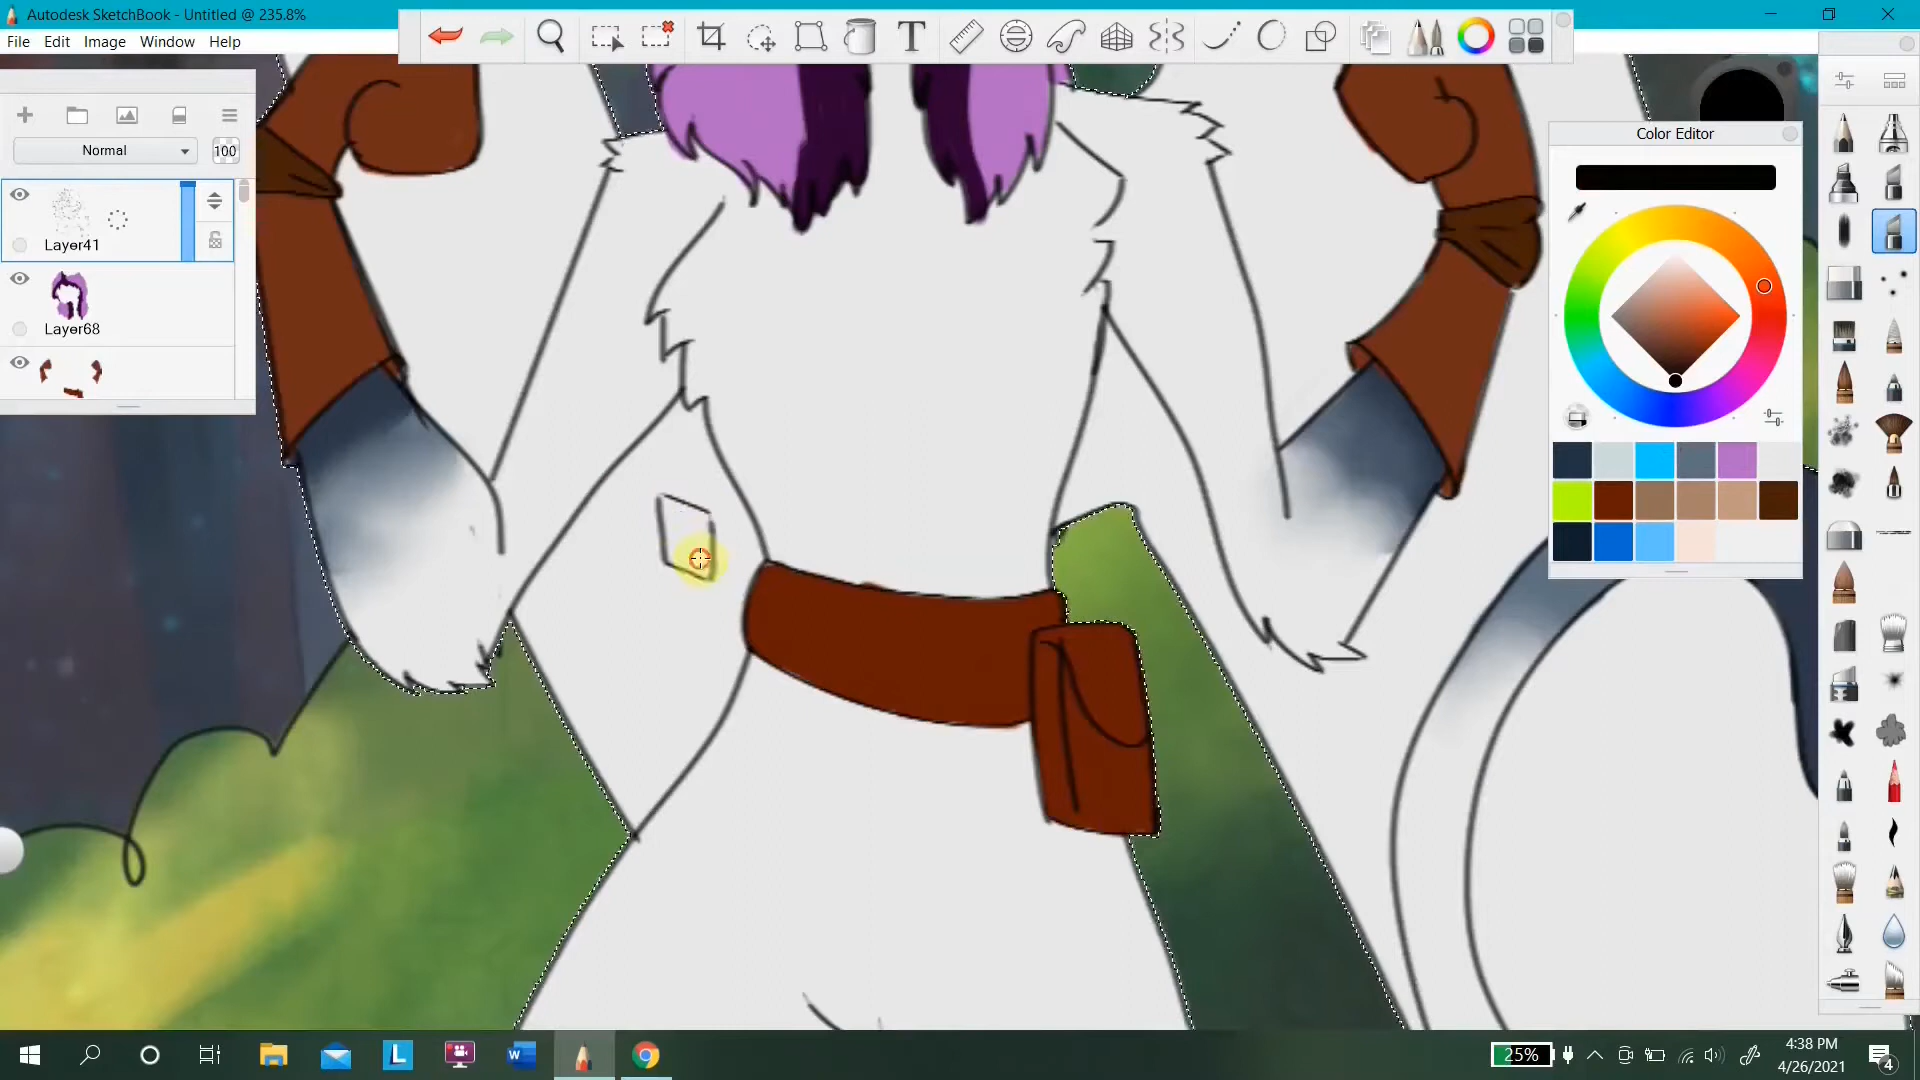 Autodesk SketchBook - Untitled @ 235.8%
File Edit Image Window Help
T
Normal
100
Layer41
Layer68
Color Editor
L
W
25%
4:38 PM
4/26/2021
4